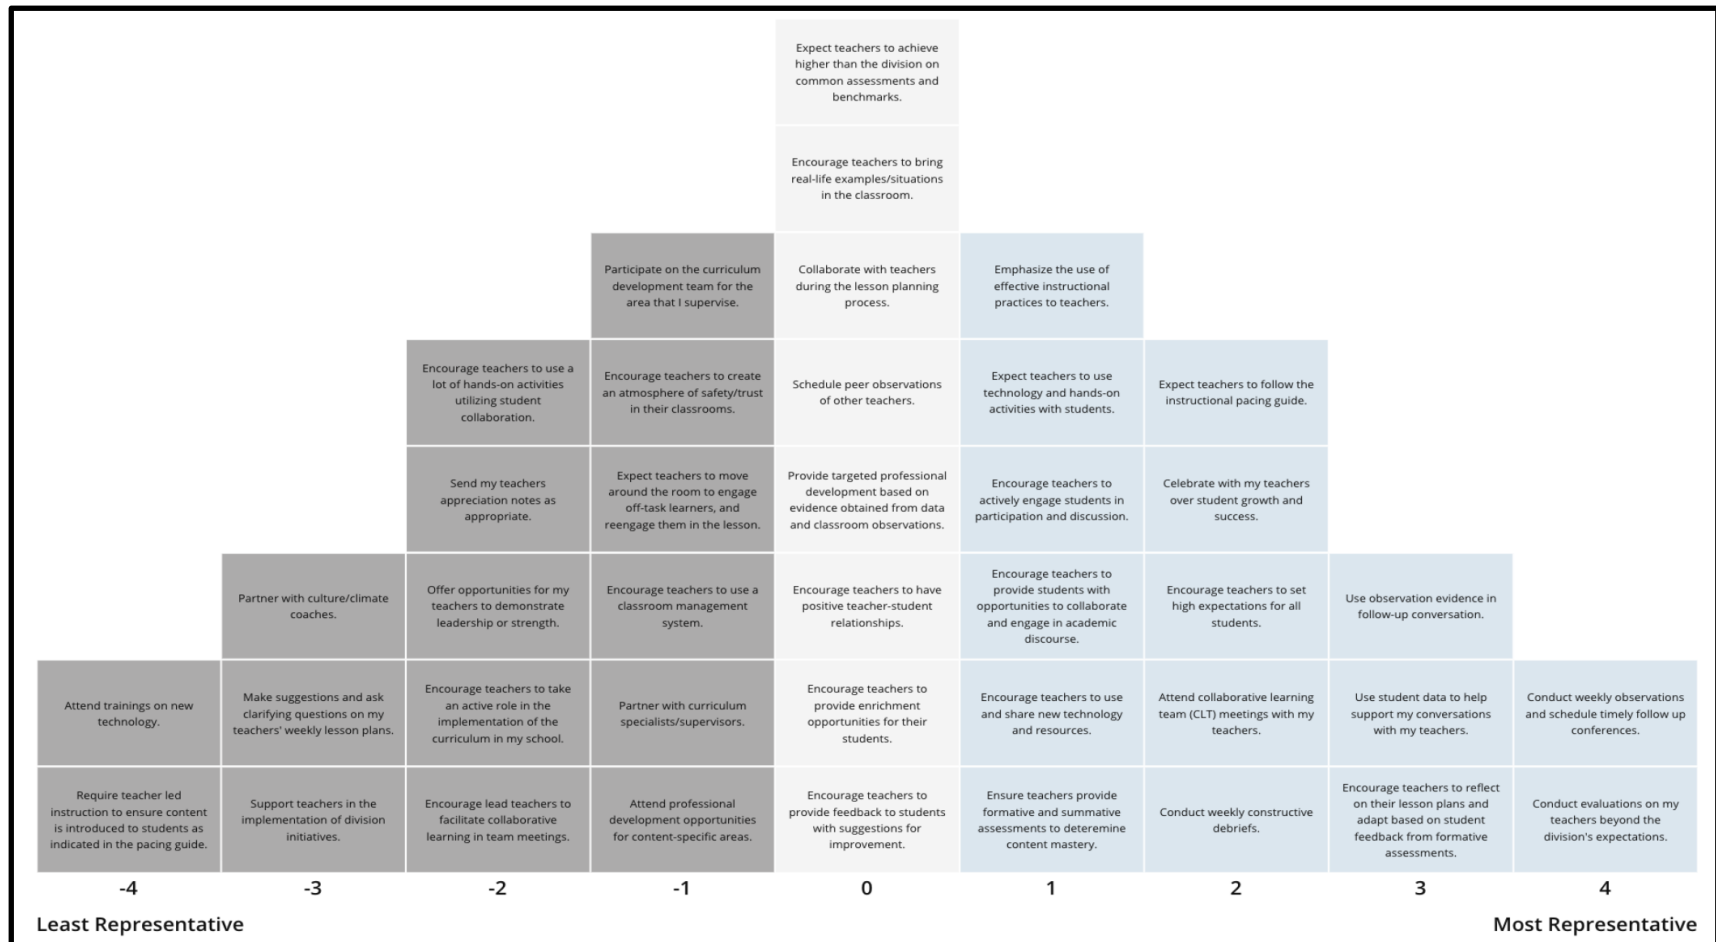 Expect teachers to achieve
higher than the division on
common assessments and
benchmarks.
Encourage teachers to bring
real-life examples/situations
in the classroom.
Participate on the curriculum
development team for the
area that I supervise.
Collaborate with teachers
during the lesson planning
process.
Emphasize the use of
effective instructional
practices to teachers.
Encourage teachers to use a
lot of hands-on activities
utilizing student
collaboration.
Encourage teachers to create
an atmosphere of safety/trust
in their classrooms.
Schedule peer observations
of other teachers.
Expect teachers to use
technology and hands-on
activities with students.
Expect teachers to follow the
instructional pacing guide.
Send my teachers
appreciation notes as
appropriate.
Expect teachers to move
around the room to engage
off-task learners, and
reengage them in the lesson.
Provide targeted professional
development based on
evidence obtained from data
and classroom observations.
Encourage teachers to
actively engage students in
participation and discussion.
Celebrate with my teachers
over student growth and
success.
Partner with culture/climate
coaches.
Offer opportunities for my
teachers to demonstrate
leadership or strength.
Encourage teachers to use a
classroom management
system.
Encourage teachers to have
positive teacher-student
relationships.
Encourage teachers to
provide students with
opportunities to collaborate
and engage in academic
discourse.
Encourage teachers to set
high expectations for all
students.
Use observation evidence in
follow-up conversation.
Attend trainings on new
technology.
Make suggestions and ask
clarifying questions on my
teachers' weekly lesson plans.
Encourage teachers to take
an active role in the
implementation of the
curriculum in my school.
Partner with curriculum
specialists/supervisors.
Encourage teachers to
provide enrichment
opportunities for their
students.
Encourage teachers to use
and share new technology
and resources.
Attend collaborative learning
team (CLT) meetings with my
teachers.
Use student data to help
support my conversations
with my teachers.
Conduct weekly observations
and schedule timely follow up
conferences.
Require teacher led
instruction to ensure content
is introduced to students as
indicated in the pacing guide.
Support teachers in the
implementation of division
initiatives.
Encourage lead teachers to
facilitate collaborative
learning in team meetings.
Attend professional
development opportunities
for content-specific areas.
Encourage teachers to
provide feedback to students
with suggestions for
improvement.
Ensure teachers provide
formative and summative
assessments to deteremine
content mastery.
Conduct weekly constructive
debriefs.
Encourage teachers to reflect
on their lesson plans and
adapt based on student
feedback from formative
assessments.
Conduct evaluations on my
teachers beyond the
division's expectations.
-4 -3 -2 -1 0 1 2 3 4
Least Representative Most Representative